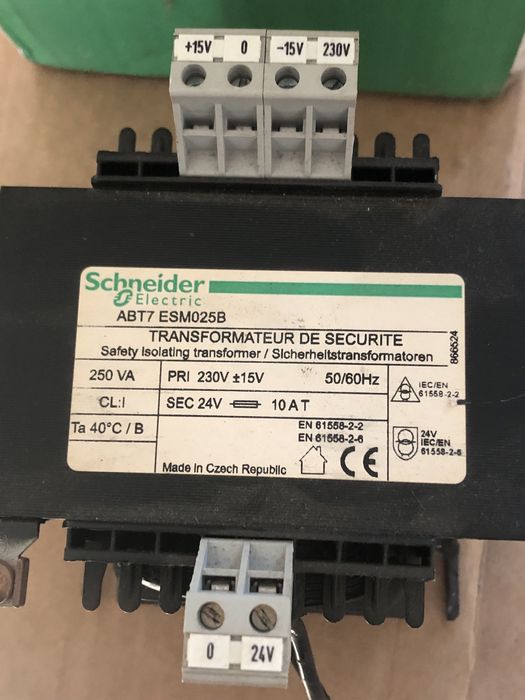 +15V 0 -15V 230V
Schneider
Electric
ABT7 ESM025B
TRANSFORMATEUR DE SECURITE
Safety Isolating transformer / Sicherheitstransformatoren
866524
250 VA PRI 230V ±15V 50/60Hz
IEC/EN
61558-2-2
CL:I SEC 24V 10 A T
Ta 40°C / B
EN 61558-2-2
EN 61558-2-6
24V
IEC/EN
61558-2-6
Made in Czech Republic
CE
0 24V